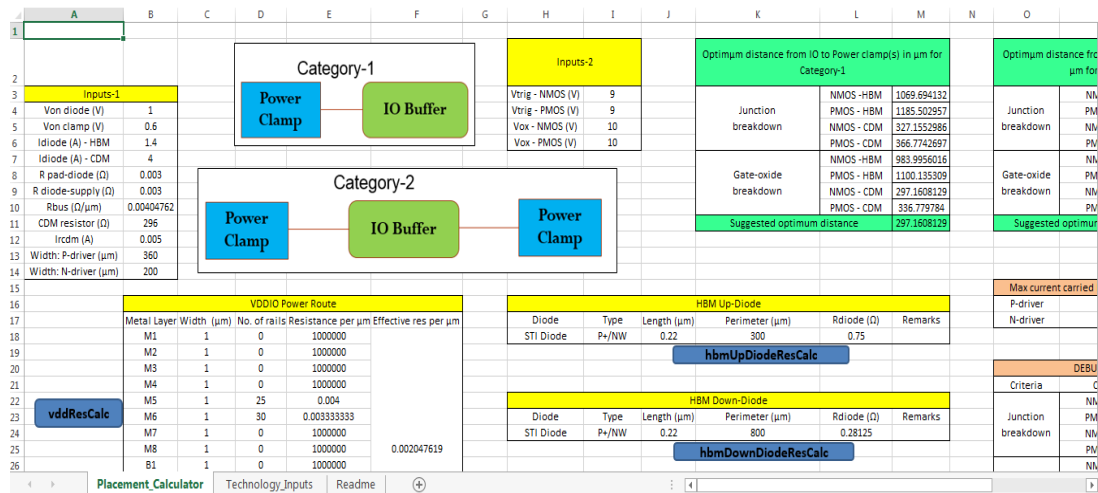 A B C D E F G H I J K L M N O
1
2 Inputs-2 Optimum distance from IO to Power clamp(s) in µm for Category-1
Category-1
Power Clamp IO Buffer
3 Inputs-1 Vtrig - NMOS (V) 9 NMOS -HBM 1069.694132
4 Von diode (V) 1 Vtrig - PMOS (V) 9 Junction breakdown PMOS - HBM 1185.502957 Junction
5 Von clamp (V) 0.6 Vox - NMOS (V) 10 NMOS - CDM 327.1552986 breakdown
6 Idiode (A) - HBM 1.4 Vox - PMOS (V) 10 PMOS - CDM 366.7742697
7 Idiode (A) - CDM 4 NMOS -HBM 983.9956016
8 R pad-diode (Ω) 0.003 Gate-oxide breakdown PMOS - HBM 1100.135309 Gate-oxide
9 R diode-supply (Ω) 0.003 NMOS - CDM 297.1608129 breakdown
10 Rbus (Ω/µm) 0.00404762 PMOS - CDM 336.779784
11 CDM resistor (Ω) 296 Suggested optimum distance 297.1608129
12 Ircdm (A) 0.005
13 Width: P-driver (µm) 360
14 Width: N-driver (µm) 200
Category-2
Power Clamp IO Buffer Power Clamp
15 Max current carried
16 VDDIO Power Route HBM Up-Diode P-driver
17 Metal Layer Width (µm) No. of rails Resistance per µm Effective res per µm Diode Type Length (µm) Perimeter (µm) Rdiode (Ω) Remarks N-driver
18 M1 1 0 1000000 STI Diode P+/NW 0.22 300 0.75
19 M2 1 0 1000000 hbmUpDiodeResCalc
20 M3 1 0 1000000
21 M4 1 0 1000000 Criteria
22 M5 1 25 0.004 HBM Down-Diode
23 vddResCalc M6 1 30 0.003333333 Diode Type Length (µm) Perimeter (µm) Rdiode (Ω) Remarks Junction
24 M7 1 0 1000000 STI Diode P+/NW 0.22 800 0.28125 breakdown
25 M8 1 0 1000000 0.002047619 hbmDownDiodeResCalc
26 B1 1 0 1000000
Placement_Calculator Technology_Inputs Readme